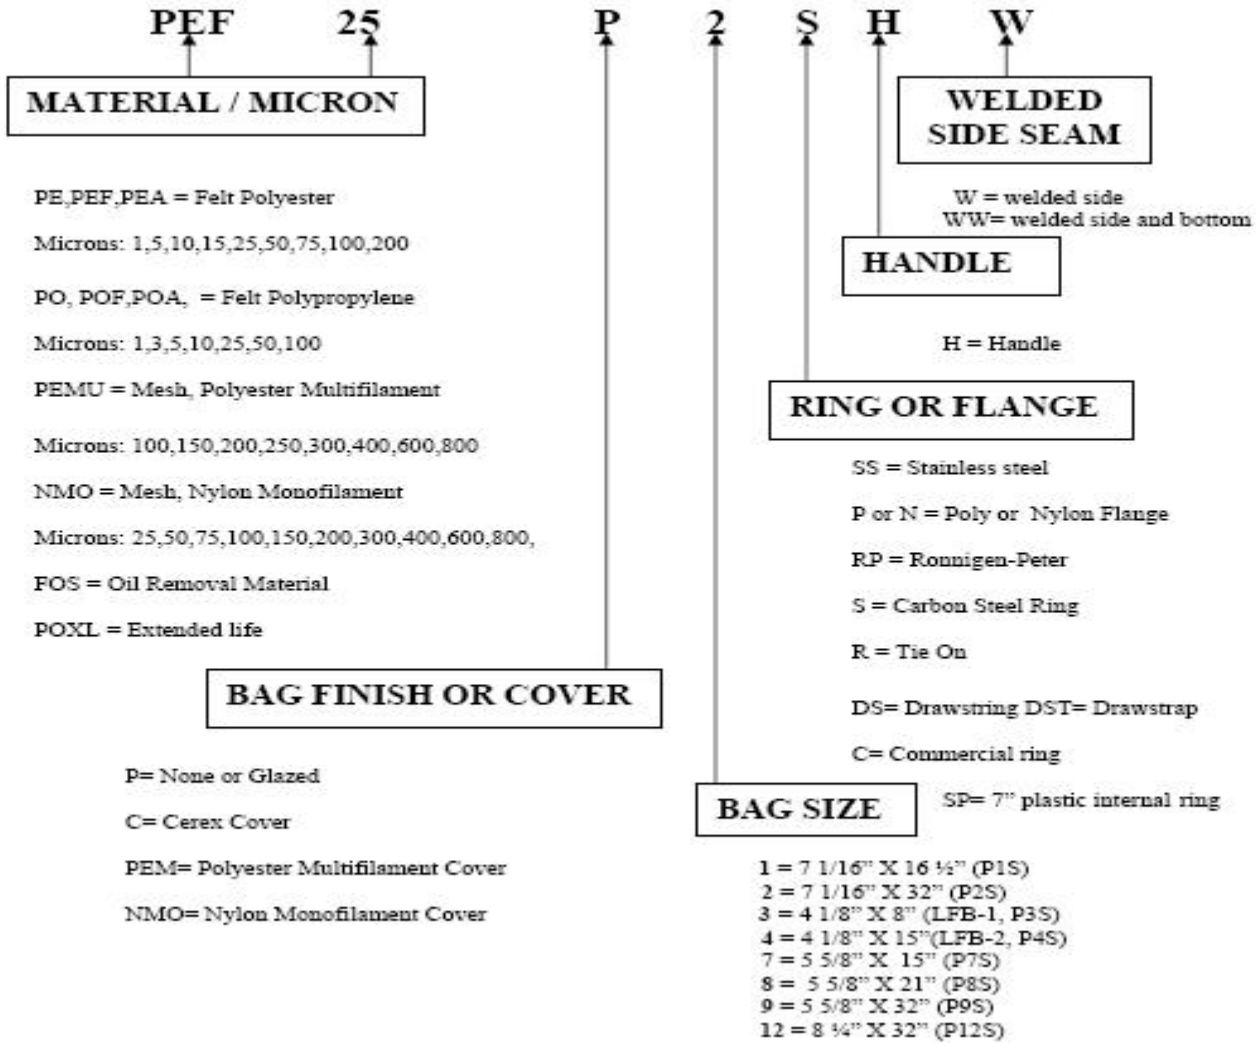 PEF 25 P 2 S H W
MATERIAL / MICRON
PE,PEF,PEA = Felt Polyester
Microns: 1,5,10,15,25,50,75,100,200
PO, POF,POA, = Felt Polypropylene
Microns: 1,3,5,10,25,50,100
PEMU = Mesh, Polyester Multifilament
Microns: 100,150,200,250,300,400,600,800
NMO = Mesh, Nylon Monofilament
Microns: 25,50,75,100,150,200,300,400,600,800,
FOS = Oil Removal Material
POXL = Extended life
BAG FINISH OR COVER
P= None or Glazed
C= Cerex Cover
PEM= Polyester Multifilament Cover
NMO= Nylon Monofilament Cover
WELDED
SIDE SEAM
W = welded side
WW= welded side and bottom
HANDLE
H = Handle
RING OR FLANGE
SS = Stainless steel
P or N = Poly or Nylon Flange
RP = Ronnigen-Peter
S = Carbon Steel Ring
R = Tie On
DS= Drawstring DST= Drawstrap
C= Commercial ring
SP= 7” plastic internal ring
BAG SIZE
1 = 7 1/16” X 16 ½” (P1S)
2 = 7 1/16” X 32” (P2S)
3 = 4 1/8” X 8” (LFB-1, P3S)
4 = 4 1/8” X 15”(LFB-2, P4S)
7 = 5 5/8” X 15” (P7S)
8 = 5 5/8” X 21” (P8S)
9 = 5 5/8” X 32” (P9S)
12 = 8 ¼” X 32” (P12S)